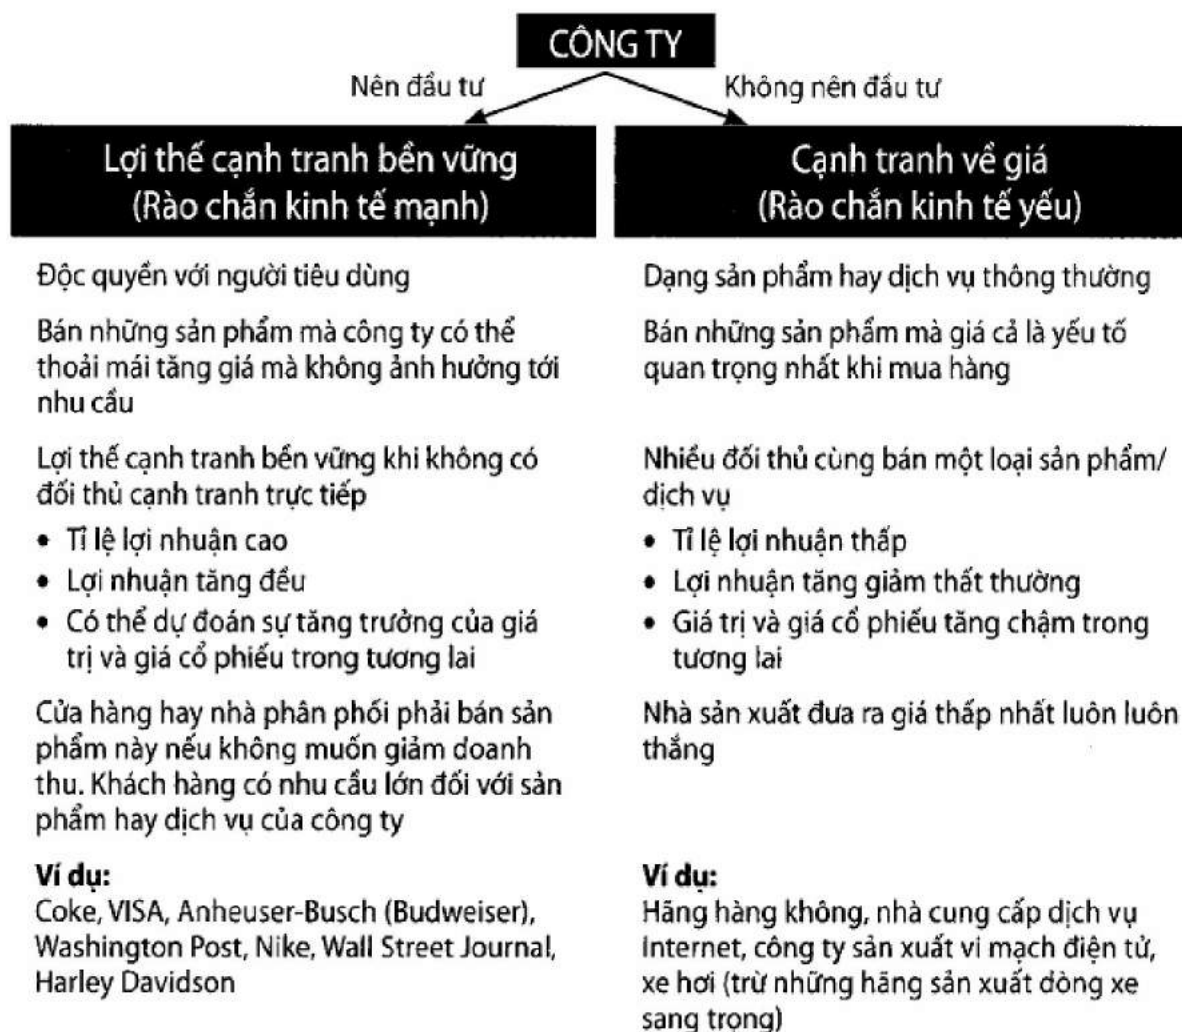 CÔNG TY
Nên đầu tư
Không nên đầu tư
Lợi thế cạnh tranh bền vững
(Rào chắn kinh tế mạnh)
Độc quyền với người tiêu dùng
Bán những sản phẩm mà công ty có thể
thoải mái tăng giá mà không ảnh hưởng tới
nhu cầu
Lợi thế cạnh tranh bền vững khi không có
đối thủ cạnh tranh trực tiếp
• Tỉ lệ lợi nhuận cao
• Lợi nhuận tăng đều
• Có thể dự đoán sự tăng trưởng của giá
trị và giá cổ phiếu trong tương lai
Cửa hàng hay nhà phân phối phải bán sản
phẩm này nếu không muốn giảm doanh
thu. Khách hàng có nhu cầu lớn đối với sản
phẩm hay dịch vụ của công ty
Ví dụ:
Coke, VISA, Anheuser-Busch (Budweiser),
Washington Post, Nike, Wall Street Journal,
Harley Davidson
Cạnh tranh về giá
(Rào chắn kinh tế yếu)
Dạng sản phẩm hay dịch vụ thông thường
Bán những sản phẩm mà giá cả là yếu tố
quan trọng nhất khi mua hàng
Nhiều đối thủ cùng bán một loại sản phẩm/
dịch vụ
• Tỉ lệ lợi nhuận thấp
• Lợi nhuận tăng giảm thất thường
• Giá trị và giá cổ phiếu tăng chậm trong
tương lai
Nhà sản xuất đưa ra giá thấp nhất luôn luôn
thắng
Ví dụ:
Hãng hàng không, nhà cung cấp dịch vụ
Internet, công ty sản xuất vi mạch điện tử,
xe hơi (trừ những hãng sản xuất dòng xe
sang trọng)